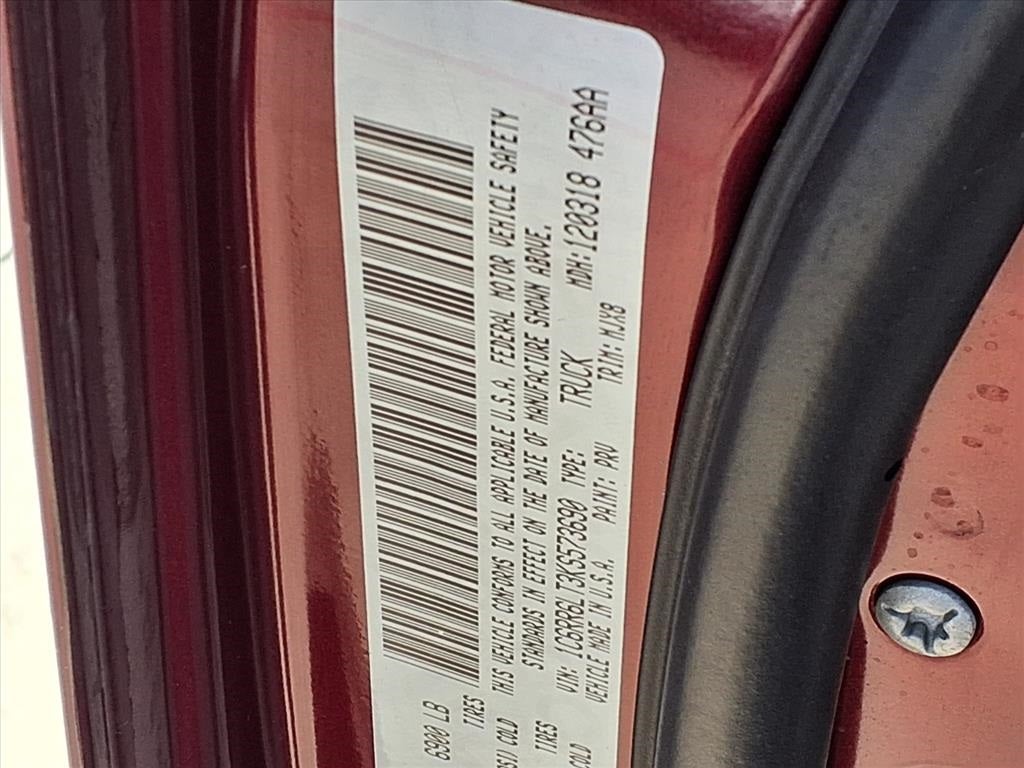 6900 LB
TIRES
THIS VEHICLE CONFORMS TO ALL APPLICABLE U.S.A. FEDERAL MOTOR VEHICLE SAFETY
PSI) COLD STANDARDS IN EFFECT ON THE DATE OF MANUFACTURE SHOWN ABOVE.
TIRES VIN: 1C6RR6LT3KS573690 TYPE: TRUCK MDH:120318 476AA
COLD VEHICLE MADE IN U.S.A. PAINT: PRV TRIM:MJX8